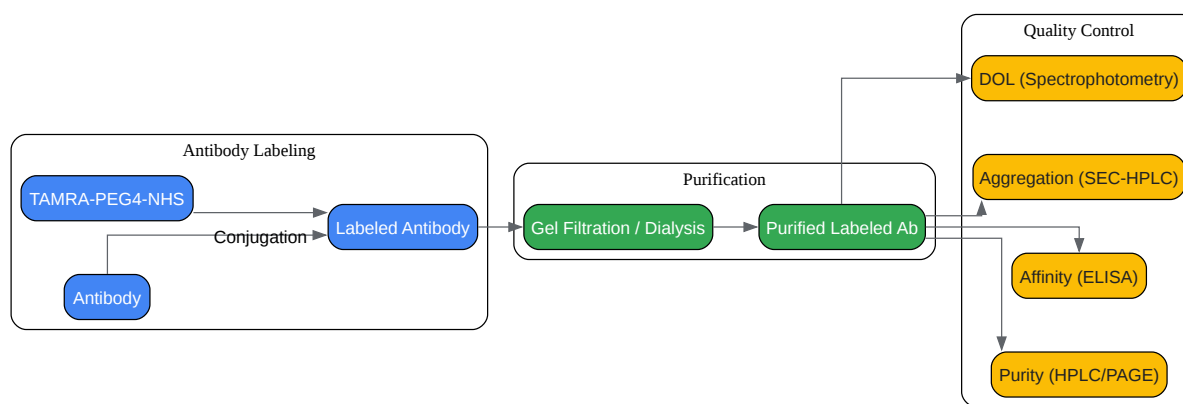 Antibody Labeling
TAMRA-PEG4-NHS
Conjugation
Antibody
Labeled Antibody
Purification
Gel Filtration / Dialysis
Purified Labeled Ab
Quality Control
DOL (Spectrophotometry)
Aggregation (SEC-HPLC)
Affinity (ELISA)
Purity (HPLC/PAGE)